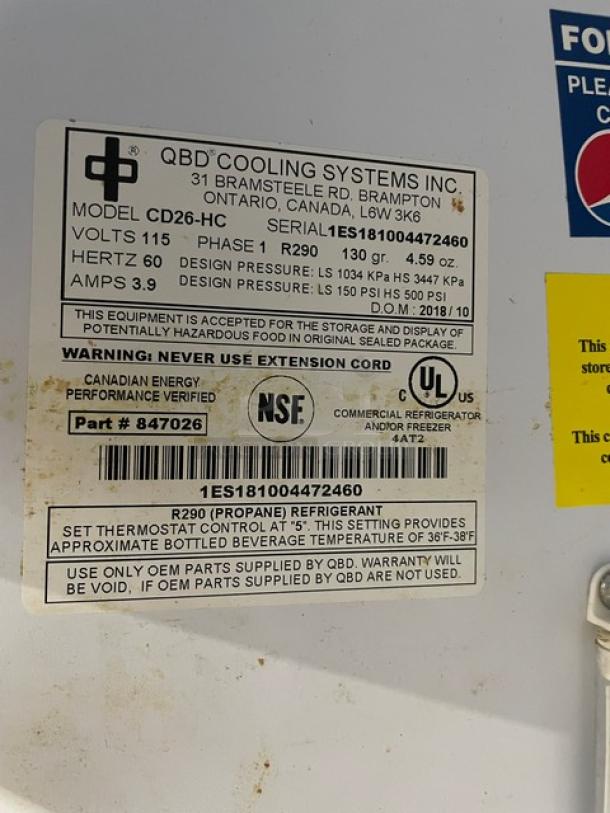 QBD® COOLING SYSTEMS INC.
31 BRAMSTEELE RD. BRAMPTON
ONTARIO, CANADA, L6W 3K6
MODEL CD26-HC SERIAL 1ES181004472460
VOLTS 115 PHASE 1 R290 130 gr. 4.59 oz.
HERTZ 60 DESIGN PRESSURE: LS 1034 KPa HS 3447 KPa
AMPS 3.9 DESIGN PRESSURE: LS 150 PSI HS 500 PSI
D.O.M : 2018/10
THIS EQUIPMENT IS ACCEPTED FOR THE STORAGE AND DISPLAY OF
POTENTIALLY HAZARDOUS FOOD IN ORIGINAL SEALED PACKAGE.
WARNING: NEVER USE EXTENSION CORD
CANADIAN ENERGY
PERFORMANCE VERIFIED
Part # 847026
NSF®
C UL® US
COMMERCIAL REFRIGERATOR
AND/OR FREEZER
4AT2
1ES181004472460
R290 (PROPANE) REFRIGERANT
SET THERMOSTAT CONTROL AT "5". THIS SETTING PROVIDES
APPROXIMATE BOTTLED BEVERAGE TEMPERATURE OF 36'F-38'F
USE ONLY OEM PARTS SUPPLIED BY QBD. WARRANTY WILL
BE VOID, IF OEM PARTS SUPPLIED BY QBD ARE NOT USED.
This
store
This c